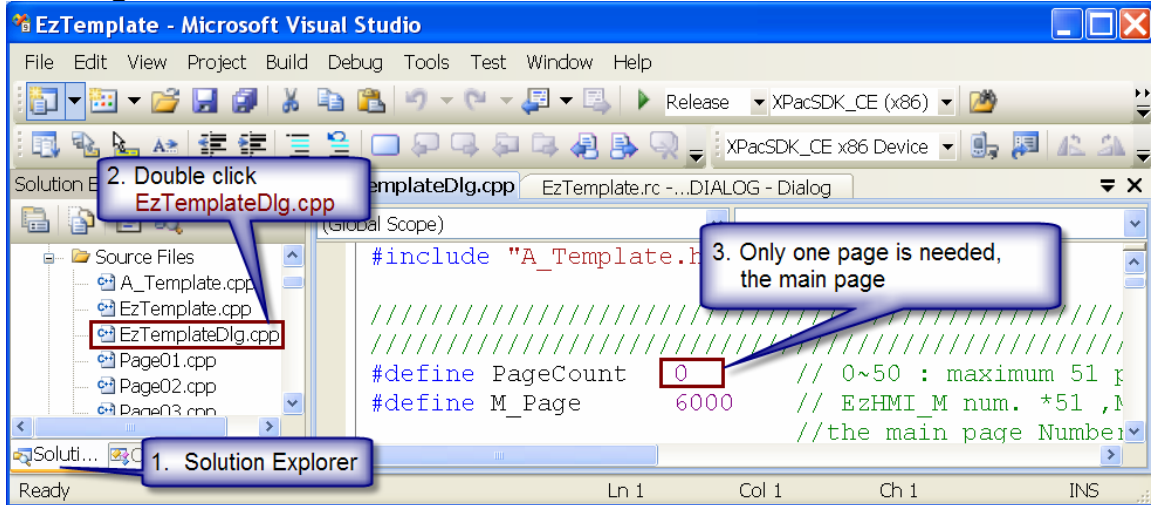 EzTemplate - Microsoft Visual Studio
File Edit View Project Build Debug Tools Test Window Help
Release XPacSDK_CE (x86)
XPacSDK_CE x86 Device
Solution E
2. Double click
EzTemplateDlg.cpp
emplateDlg.cpp EzTemplate.rc -...DIALOG - Dialog
(Global Scope)
Source Files
A_Template.cpp
EzTemplate.cpp
EzTemplateDlg.cpp
Page01.cpp
Page02.cpp
Page03.cpp
#include "A_Template.h
3. Only one page is needed,
the main page
////////////////////////////////////////////////
////////////////////////////////////////////////
#define PageCount 0 // 0~50 : maximum 51 p
#define M_Page 6000 // EzHMI_M num. *51 ,M
//the main page Number
Soluti... C
1. Solution Explorer
Ready Ln 1 Col 1 Ch 1 INS